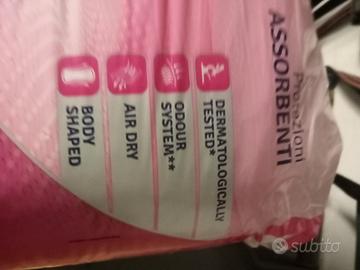 Protezioni
ASSORBENTI
DERMATOLOGICALLY
TESTED*
ODOUR
SYSTEM**
AIR DRY
BODY
SHAPED
subito